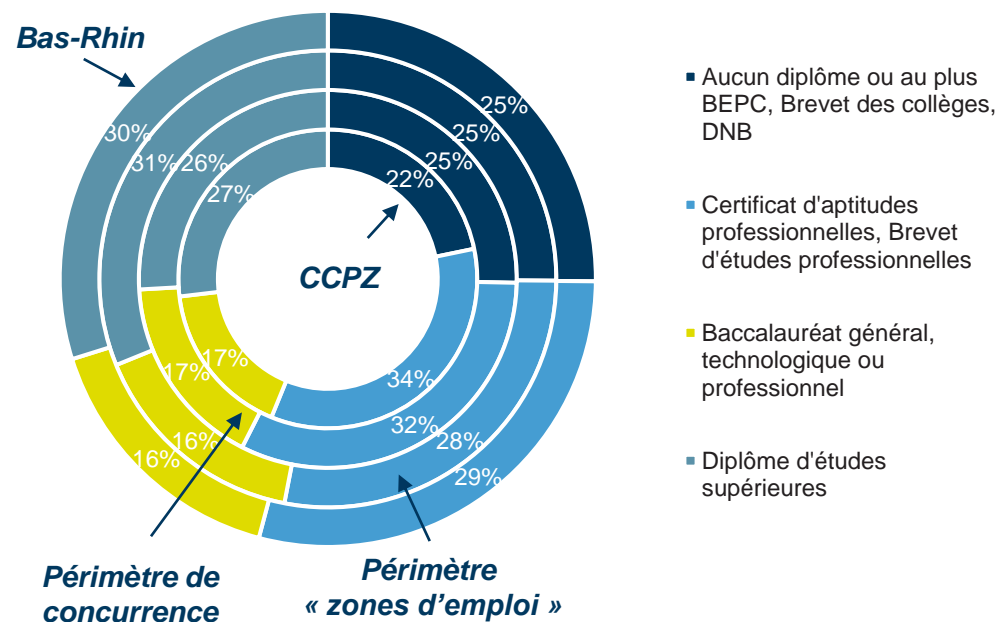 Bas-Rhin
25%
25%
25%
22%
30%
31%
26%
27%
CCPZ
34%
32%
28%
29%
17%
17%
16%
16%
Périmètre de
concurrence
Périmètre
« zones d’emploi »
Aucun diplôme ou au plus
BEPC, Brevet des collèges,
DNB
Certificat d'aptitudes
professionnelles, Brevet
d'études professionnelles
Baccalauréat général,
technologique ou
professionnel
Diplôme d'études
supérieures